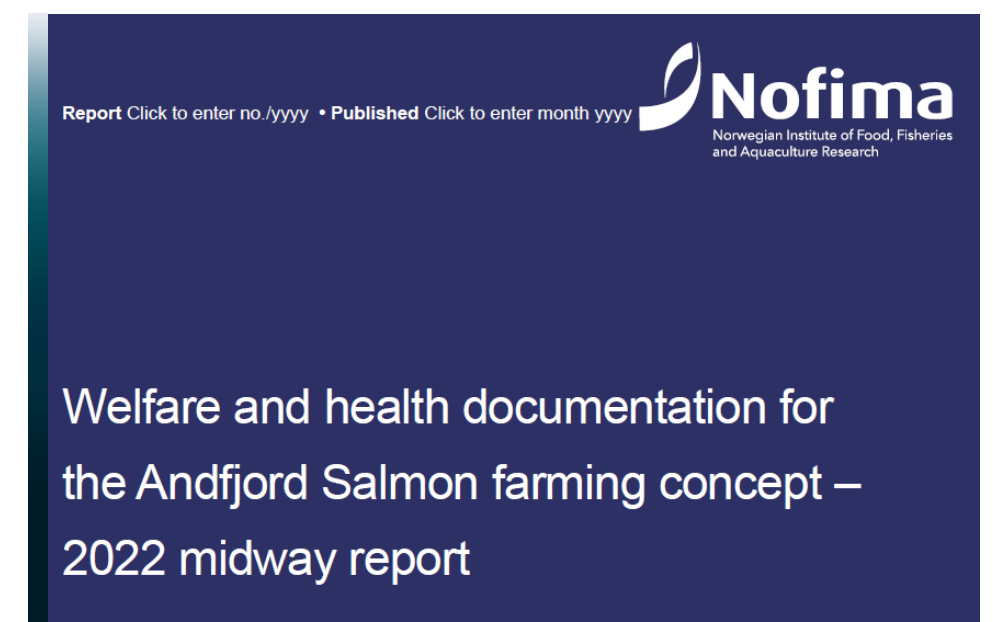 Report Click to enter no./yyyy • Published Click to enter month yyyy
Nofima
Norwegian Institute of Food, Fisheries
and Aquaculture Research
Welfare and health documentation for
the Andfjord Salmon farming concept –
2022 midway report